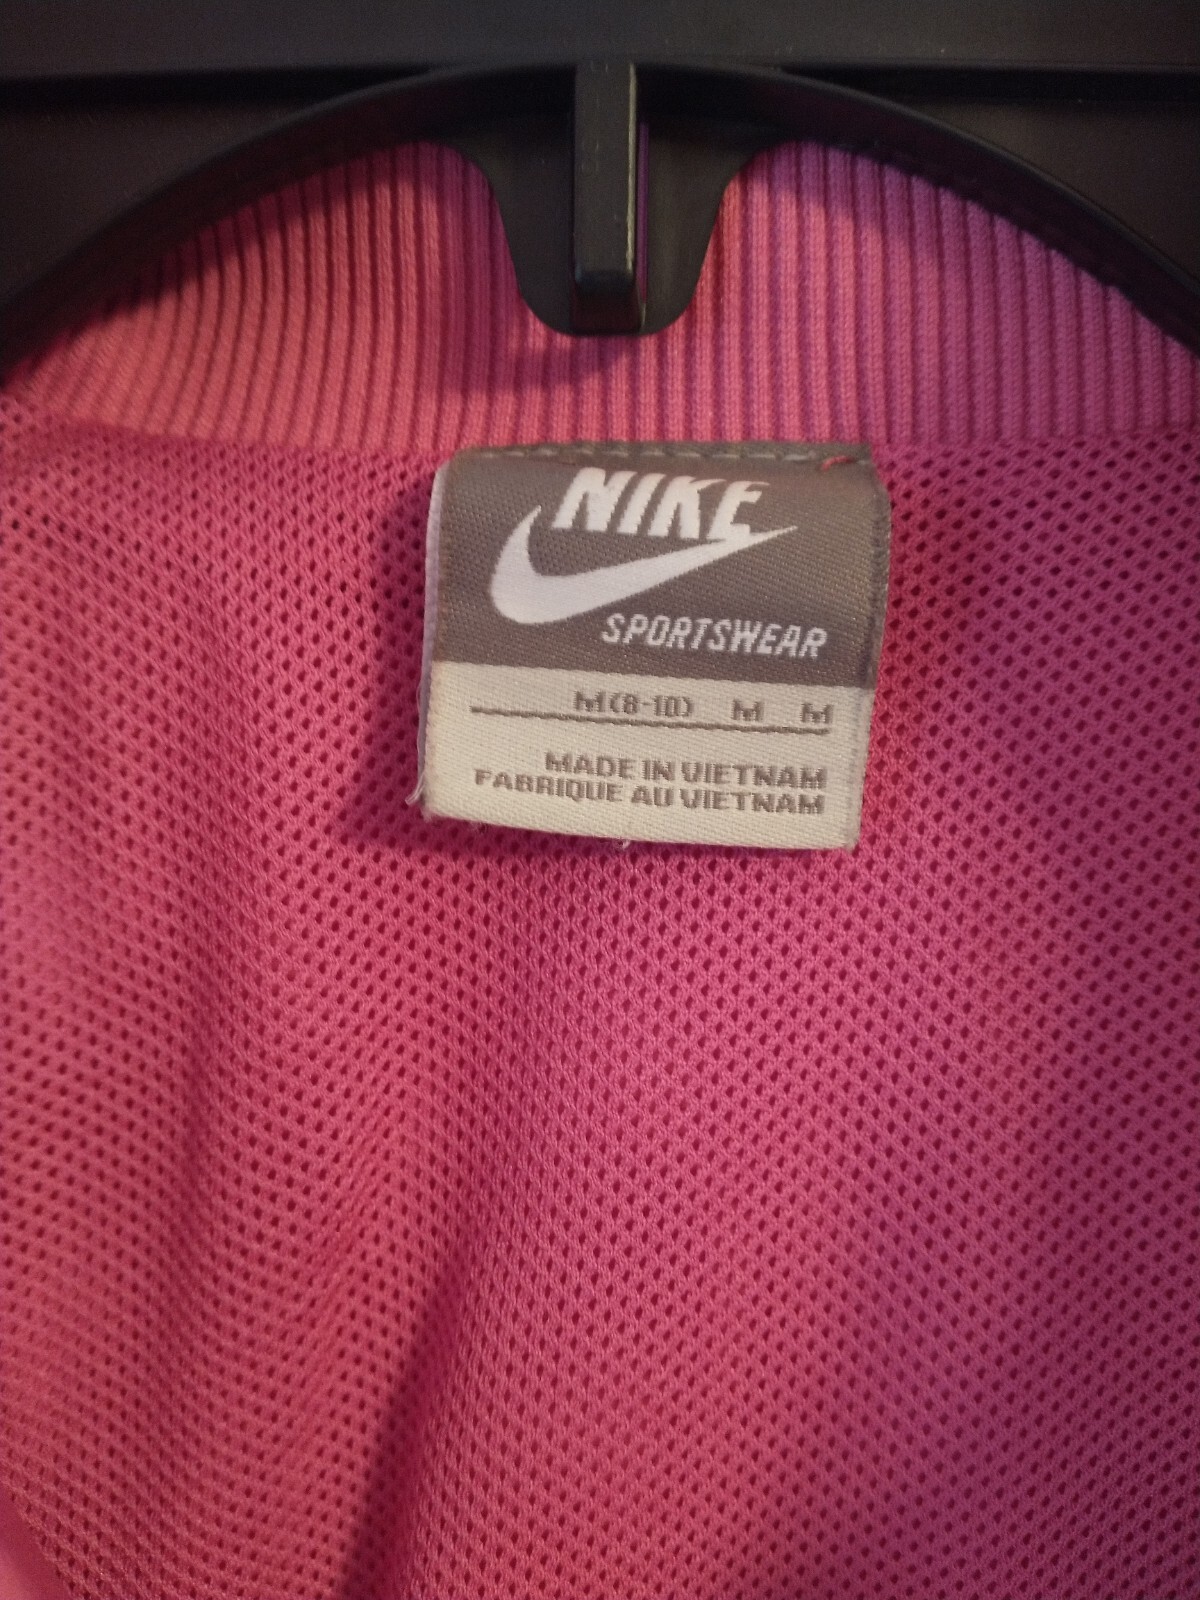 NIKE
SPORTSWEAR
M(8-10) M M
MADE IN VIETNAM
FABRIQUE AU VIETNAM